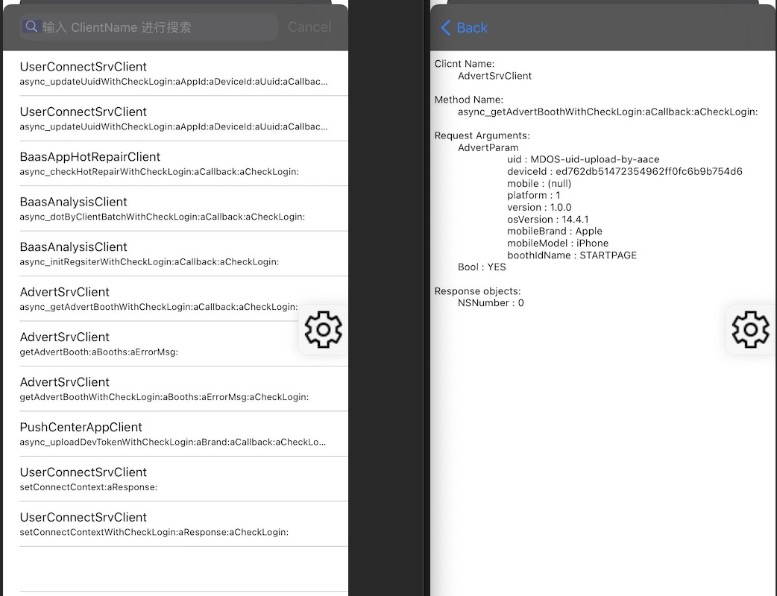 输入 ClientName 进行搜索
Cancel
UserConnectSrvClient
async_updateUuidWithCheckLogin:aAppId:aDeviceId:aUuid:aCallbac...
UserConnectSrvClient
async_updateUuidWithCheckLogin:aAppId:aDeviceId:aUuid:aCallbac...
BaasAppHotRepairClient
async_checkHotRepairWithCheckLogin:aCallback:aCheckLogin:
BaasAnalysisClient
async_dotByClientBatchWithCheckLogin:aCallback:aCheckLogin:
BaasAnalysisClient
async_initRegsiterWithCheckLogin:aCallback:aCheckLogin:
AdvertSrvClient
async_getAdvertBoothWithCheckLogin:aCallback:aCheckLogin:
AdvertSrvClient
getAdvertBooth:aBooths:aErrorMsg:
AdvertSrvClient
getAdvertBoothWithCheckLogin:aBooths:aErrorMsg:aCheckLogin:
PushCenterAppClient
async_uploadDevTokenWithCheckLogin:aBrand:aCallback:aCheckLo...
UserConnectSrvClient
setConnectContext:aResponse:
UserConnectSrvClient
setConnectContextWithCheckLogin:aResponse:aCheckLogin:
Back
Clicnt Name:
AdvertSrvClient
Method Name:
async_getAdvertBoothWithCheckLogin:aCallback:aCheckLogin:
Request Arguments:
AdvertParam
uid : MDOS-uid-upload-by-aace
deviceId : ed762db51472354962ff0fc6b9b754d6
mobile : (null)
platform : 1
version : 1.0.0
osVersion : 14.4.1
mobileBrand : Apple
mobileModel : iPhone
boothIdName : STARTPAGE
Bool : YES
Response objects:
NSNumber : 0